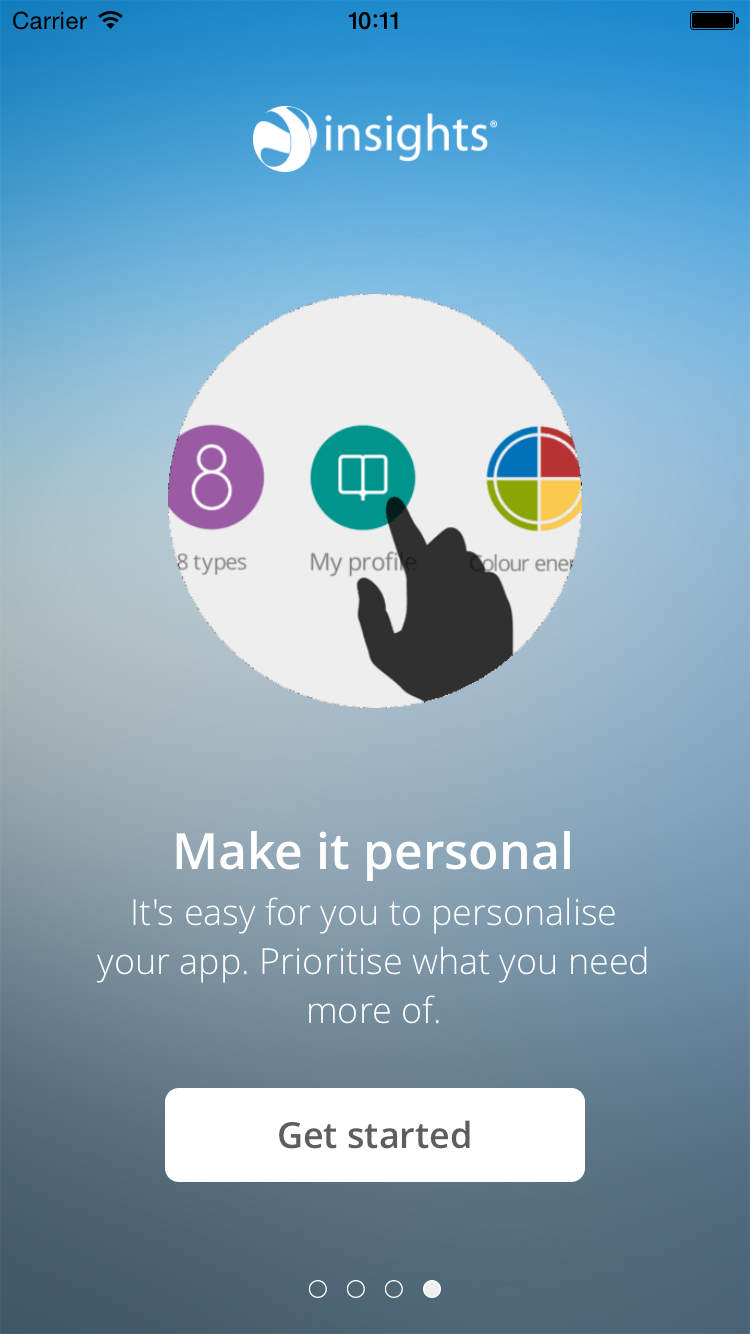 Carrier 10:11
insights®
8
8 types My profile Colour ener
Make it personal
It's easy for you to personalise
your app. Prioritise what you need
more of.
Get started